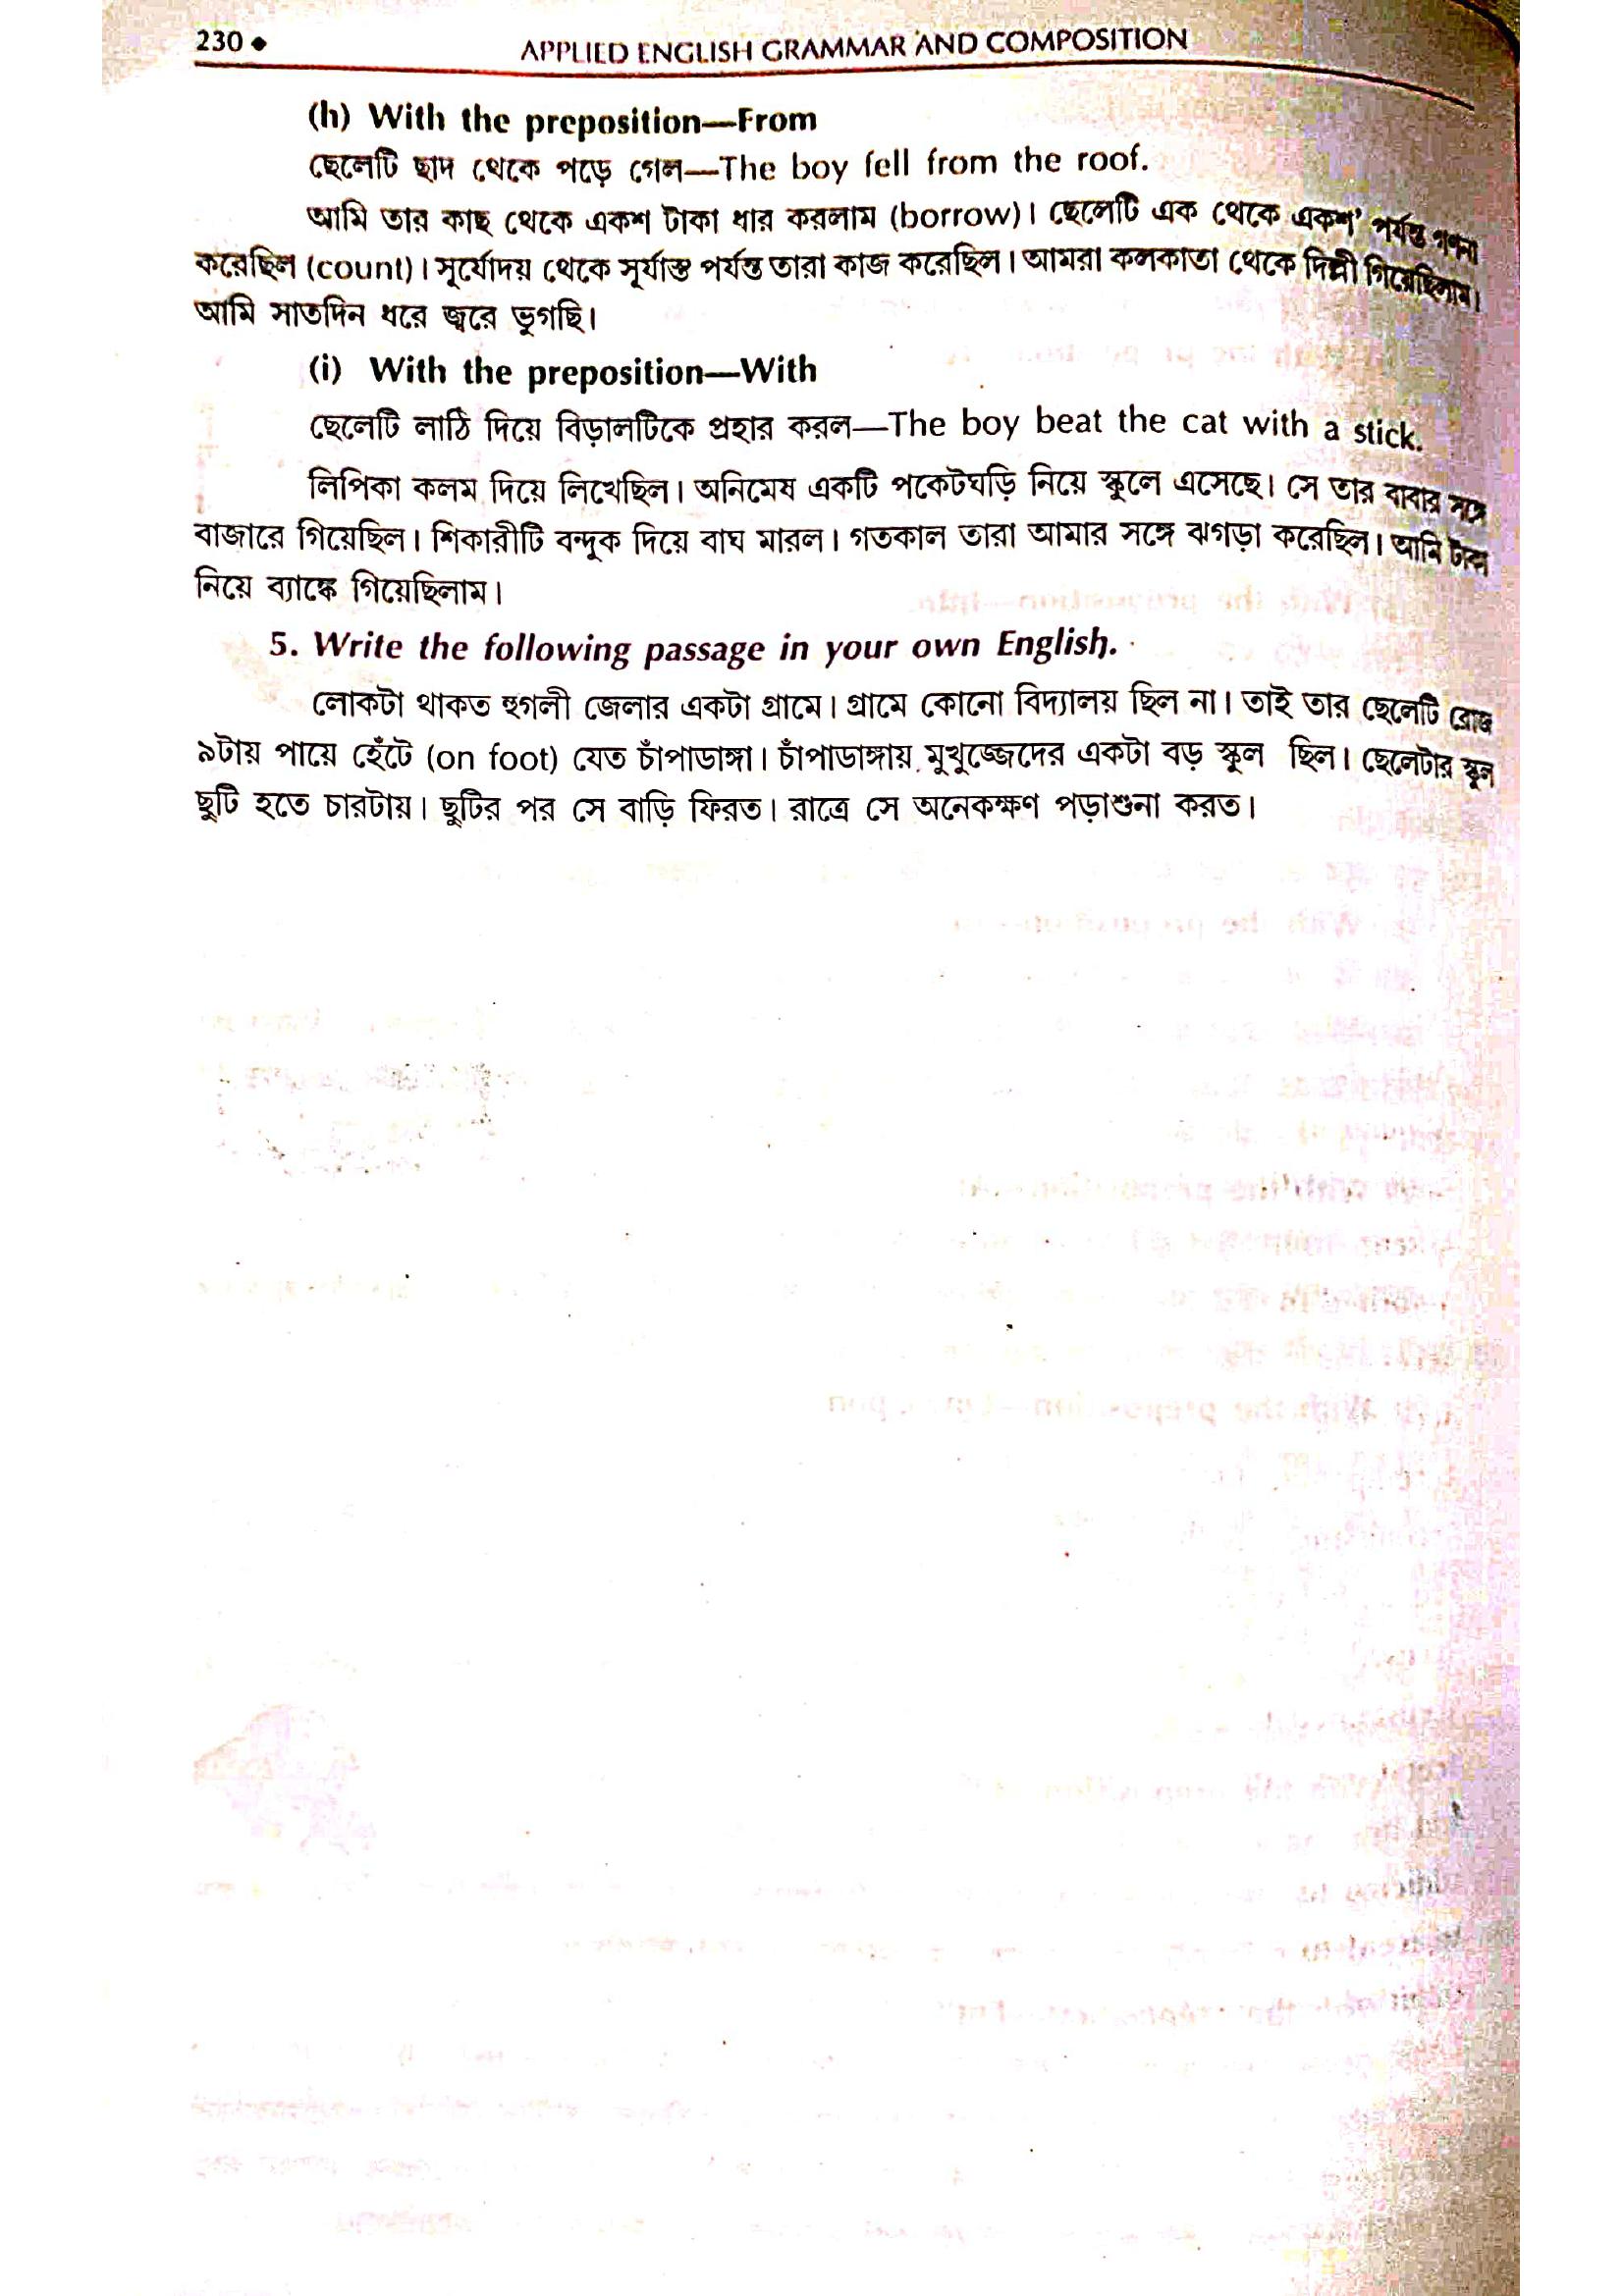 230 ◆ APPLIED ENGLISH GRAMMAR AND COMPOSITION
(h) With the preposition—From
ছেলেটি ছাদ থেকে পড়ে গেল—The boy fell from the roof.
আমি তার কাছ থেকে একশ টাকা ধার করলাম (borrow)। ছেলেটি এক থেকে একশ' পর্যন্ত গণনা
করেছিল (count)। সূর্যোদয় থেকে সূর্যাস্ত পর্যন্ত তারা কাজ করেছিল। আমরা কলকাতা থেকে দিল্লী গিয়েছিলাম।
আমি সাতদিন ধরে জ্বরে ভুগছি।
(i) With the preposition—With
ছেলেটি লাঠি দিয়ে বিড়ালটিকে প্রহার করল—The boy beat the cat with a stick.
লিপিকা কলম দিয়ে লিখেছিল। অনিমেষ একটি পকেটঘড়ি নিয়ে স্কুলে এসেছে। সে তার বাবার সঙ্গে
বাজারে গিয়েছিল। শিকারীটি বন্দুক দিয়ে বাঘ মারল। গতকাল তারা আমার সঙ্গে ঝগড়া করেছিল। আমি টাকা
নিয়ে ব্যাঙ্কে গিয়েছিলাম।
5. Write the following passage in your own English.
লোকটা থাকত হুগলী জেলার একটা গ্রামে। গ্রামে কোনো বিদ্যালয় ছিল না। তাই তার ছেলেটি রোজ
৯টায় পায়ে হেঁটে (on foot) যেত চাঁপাডাঙ্গা। চাঁপাডাঙ্গায় মুখুজ্জেদের একটা বড় স্কুল ছিল। ছেলেটার স্কুল
ছুটি হতে চারটায়। ছুটির পর সে বাড়ি ফিরত। রাত্রে সে অনেকক্ষণ পড়াশুনা করত।